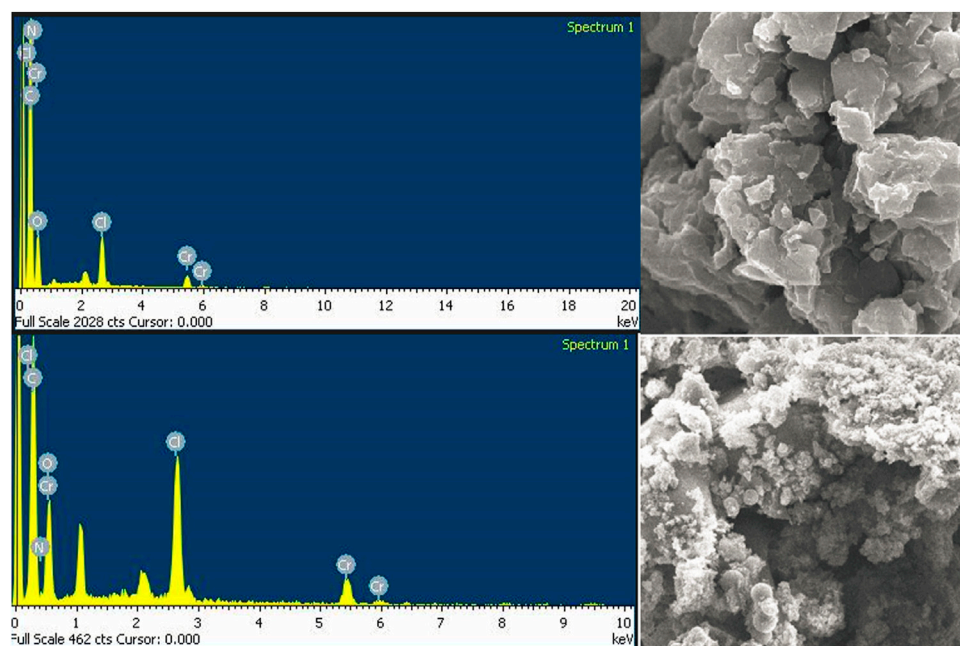 Spectrum 1
N
Cl
Cr
C
O
Cl
Cr
Cr
0 2 4 6 8 10 12 14 16 18 20
Full Scale 2028 cts Cursor: 0.000 keV
Spectrum 1
Cl
C
Cl
O
Cr
N
Cr
Cr
0 1 2 3 4 5 6 7 8 9 10
Full Scale 462 cts Cursor: 0.000 keV